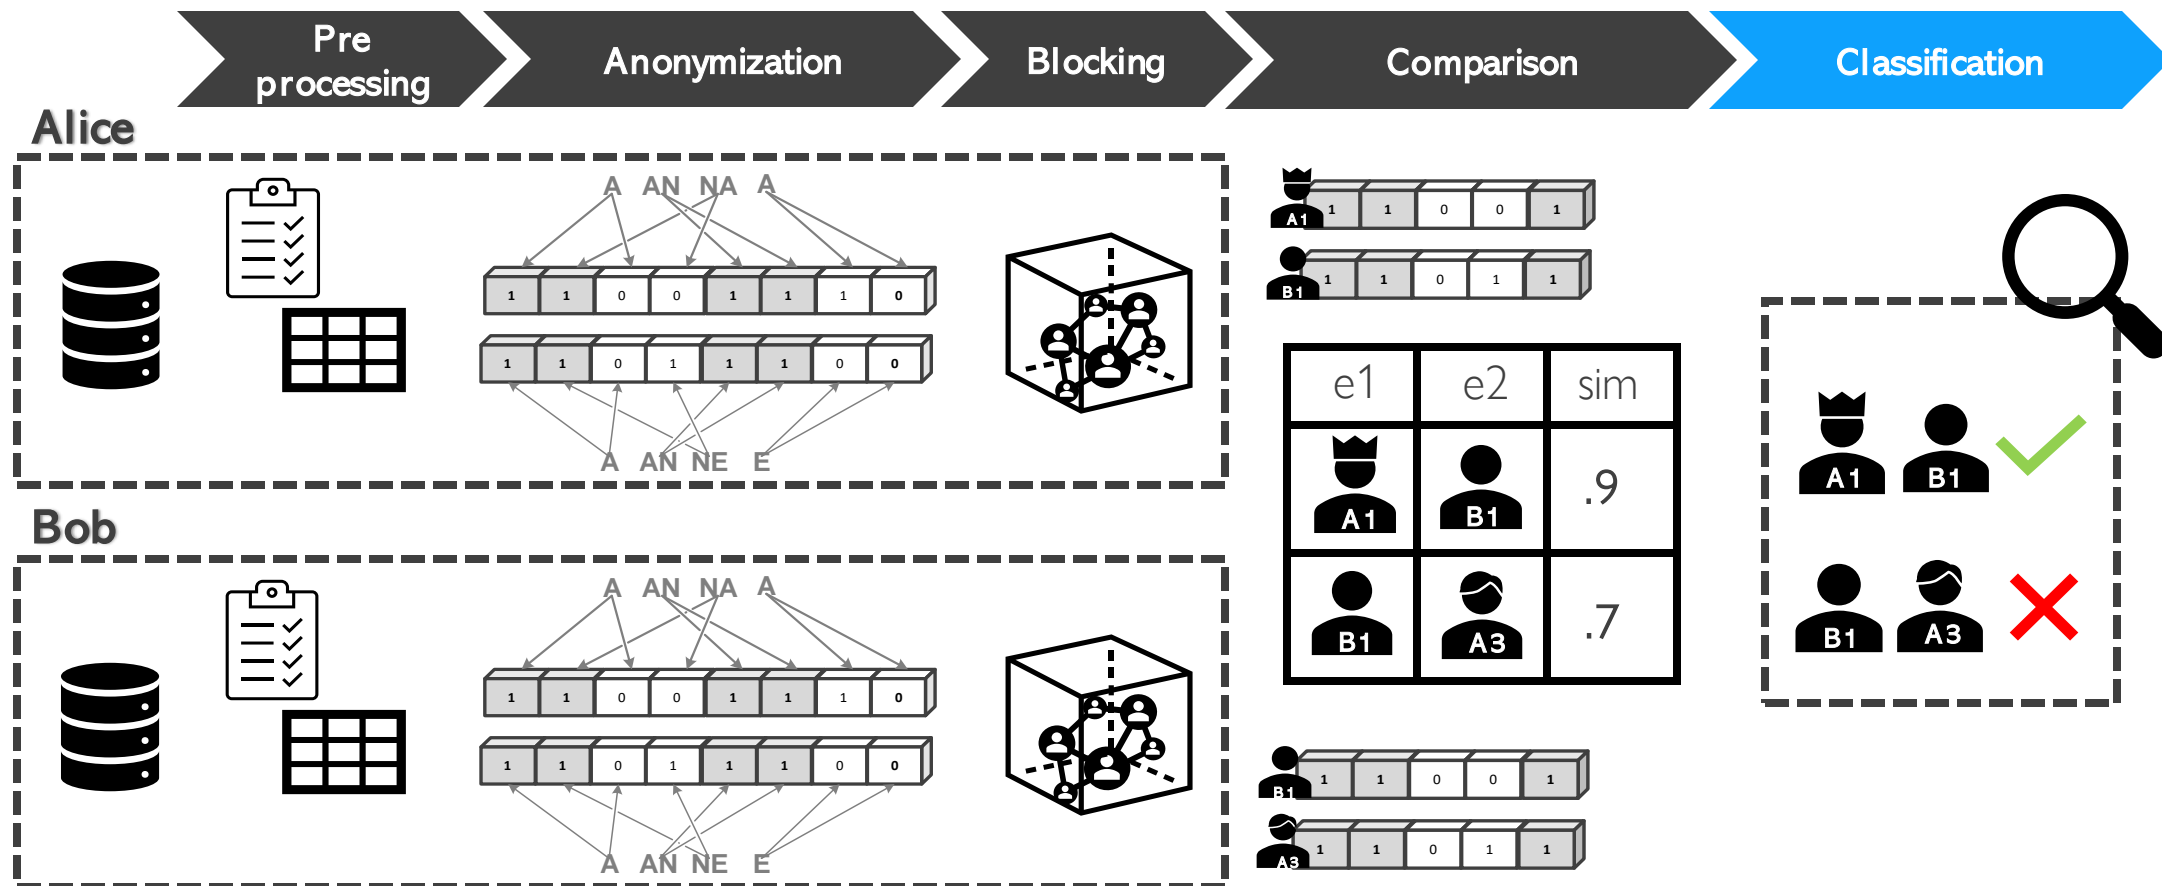 Pre
processing
Anonymization
Blocking
Comparison
Classification
Alice
A AN NA A
1 1 0 0 1 1 1 0
1 1 0 1 1 1 0 0
A AN NE E
A1 1 1 0 0 1
B1 1 1 0 1 1
e1 e2 sim
A1 B1 .9
B1 A3 .7
A1 B1
B1 A3
Bob
A AN NA A
1 1 0 0 1 1 1 0
1 1 0 1 1 1 0 0
A AN NE E
B1 1 1 0 0 1
A3 1 1 0 1 1